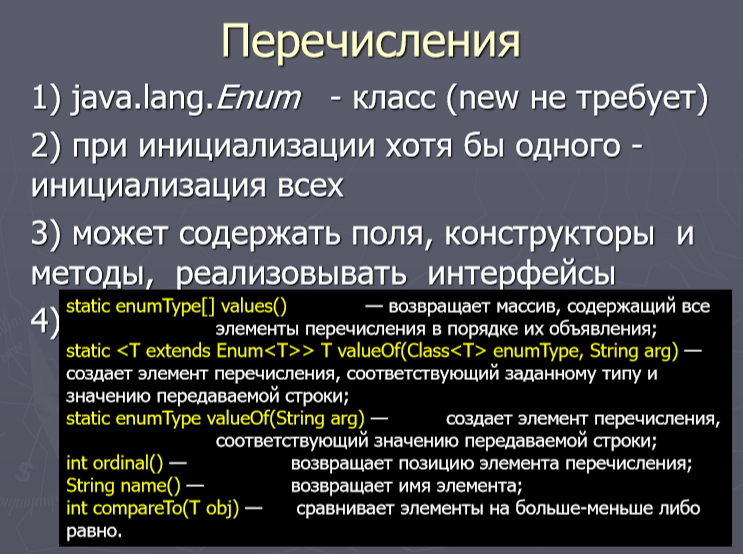 Перечисления
1) java.lang.Enum - класс (new не требует)
2) при инициализации хотя бы одного -
инициализация всех
3) может содержать поля, конструкторы и
методы, реализовывать интерфейсы
4)
static enumType[] values() — возвращает массив, содержащий все
элементы перечисления в порядке их объявления;
static <T extends Enum<T>> T valueOf(Class<T> enumType, String arg) —
создает элемент перечисления, соответствующий заданному типу и
значению передаваемой строки;
static enumType valueOf(String arg) — создает элемент перечисления,
соответствующий значению передаваемой строки;
int ordinal() — возвращает позицию элемента перечисления;
String name() — возвращает имя элемента;
int compareTo(T obj) — сравнивает элементы на больше-меньше либо
равно.